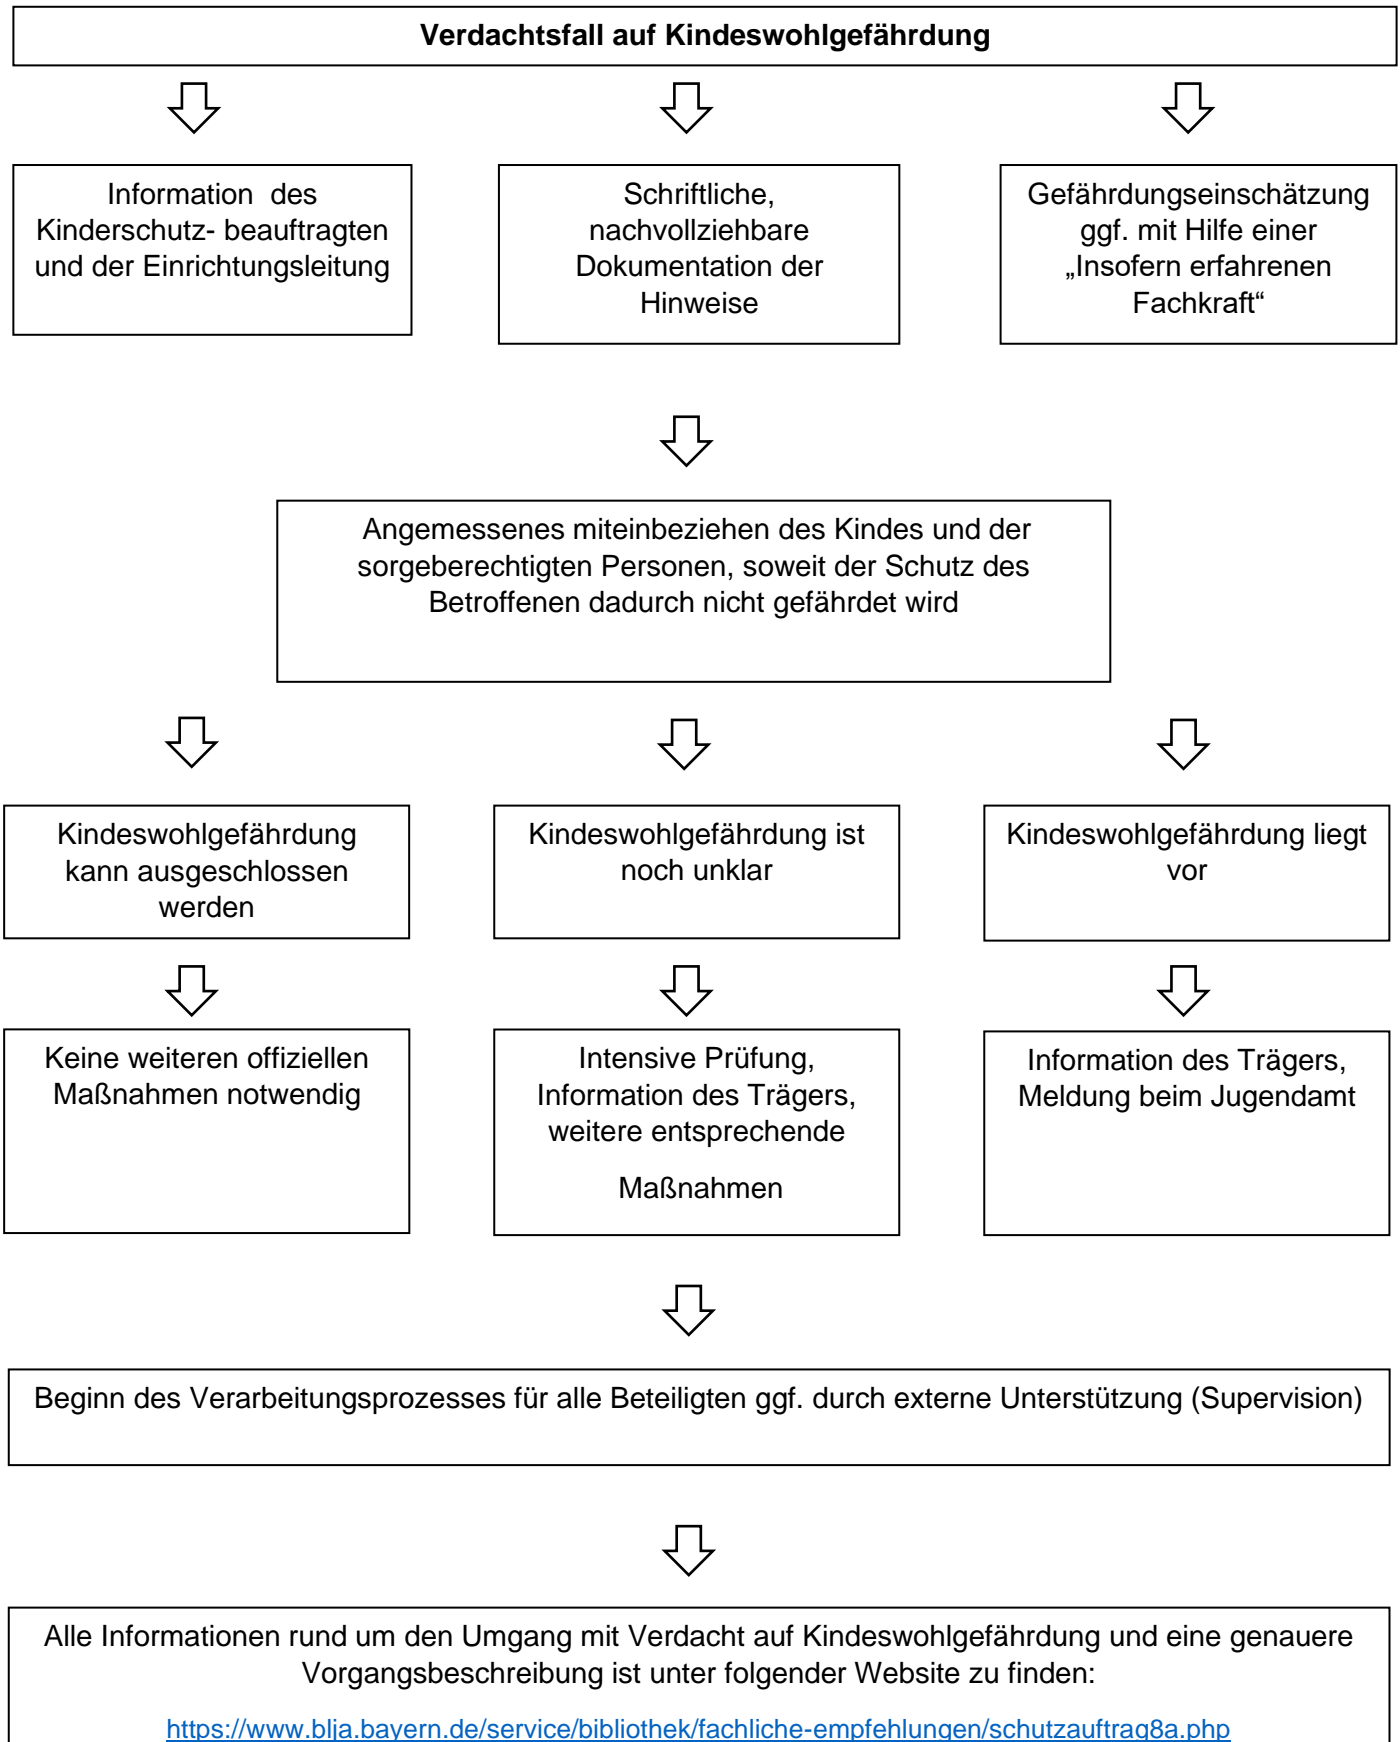 Verdachtsfall auf Kindeswohlgefährdung
Information des
Kinderschutz- beauftragten
und der Einrichtungsleitung
Schriftliche,
nachvollziehbare
Dokumentation der
Hinweise
Gefährdungseinschätzung
ggf. mit Hilfe einer
„Insofern erfahrenen
Fachkraft“
Angemessenes miteinbeziehen des Kindes und der
sorgeberechtigten Personen, soweit der Schutz des
Betroffenen dadurch nicht gefährdet wird
Kindeswohlgefährdung
kann ausgeschlossen
werden
Kindeswohlgefährdung ist
noch unklar
Kindeswohlgefährdung liegt
vor
Keine weiteren offiziellen
Maßnahmen notwendig
Intensive Prüfung,
Information des Trägers,
weitere entsprechende
Maßnahmen
Information des Trägers,
Meldung beim Jugendamt
Beginn des Verarbeitungsprozesses für alle Beteiligten ggf. durch externe Unterstützung (Supervision)
Alle Informationen rund um den Umgang mit Verdacht auf Kindeswohlgefährdung und eine genauere
Vorgangsbeschreibung ist unter folgender Website zu finden:
https://www.blja.bayern.de/service/bibliothek/fachliche-empfehlungen/schutzauftrag8a.php